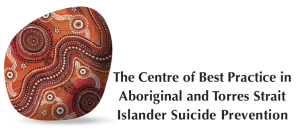 The Centre of Best Practice in
Aboriginal and Torres Strait
Islander Suicide Prevention